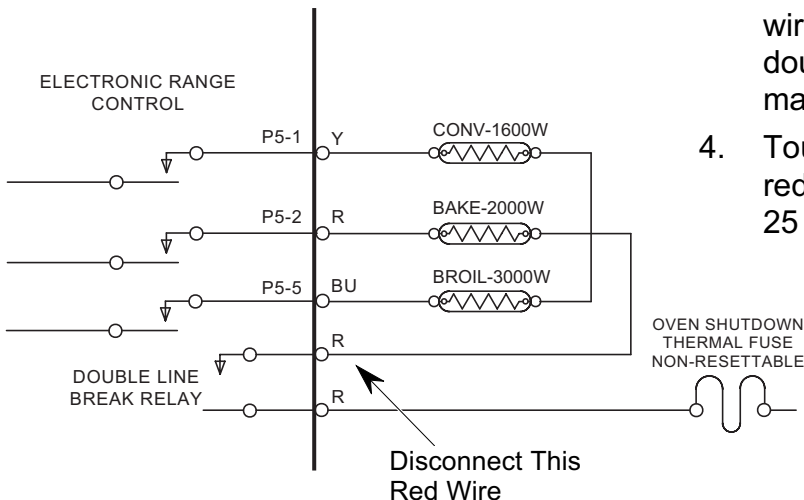 ELECTRONIC RANGE
CONTROL
P5-1
Y
CONV-1600W
P5-2
R
BAKE-2000W
P5-5
BU
BROIL-3000W
R
DOUBLE LINE
BREAK RELAY
R
OVEN SHUTDOWN
THERMAL FUSE
NON-RESETTABLE
Disconnect This
Red Wire
wir
dou
ma
4. Tou
red
25